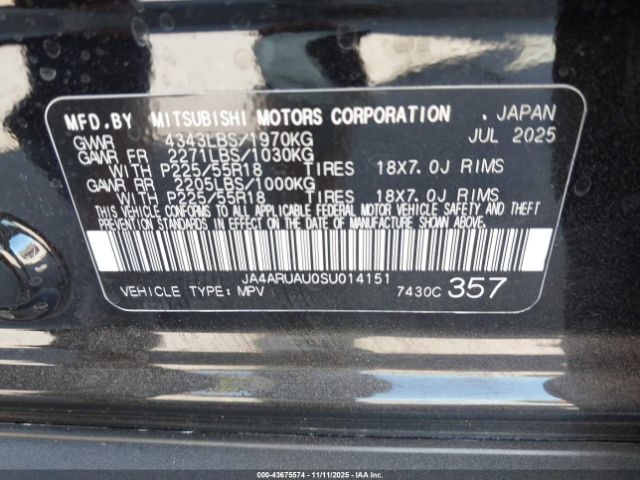 MFD.BY MITSUBISHI MOTORS CORPORATION . JAPAN
GVWR 4343LBS/1970KG JUL 2025
GAWR FR 2271LBS/1030KG
WITH P225/55R18 TIRES 18X7.0J RIMS
GAWR RR 2205LBS/1000KG
WITH P225/55R18 TIRES 18X7.0J RIMS
THIS VEHICLE CONFORMS TO ALL APPLICABLE FEDERAL MOTOR VEHICLE SAFETY AND THEFT
PREVENTION STANDARDS IN EFFECT ON THE DATE OF MANUFACTURE SHOWN ABOVE.
JA4ARUAU0SU014151
VEHICLE TYPE: MPV 7430C 357
IAA-43675574 | 11/11/2025 - IAAI.COM